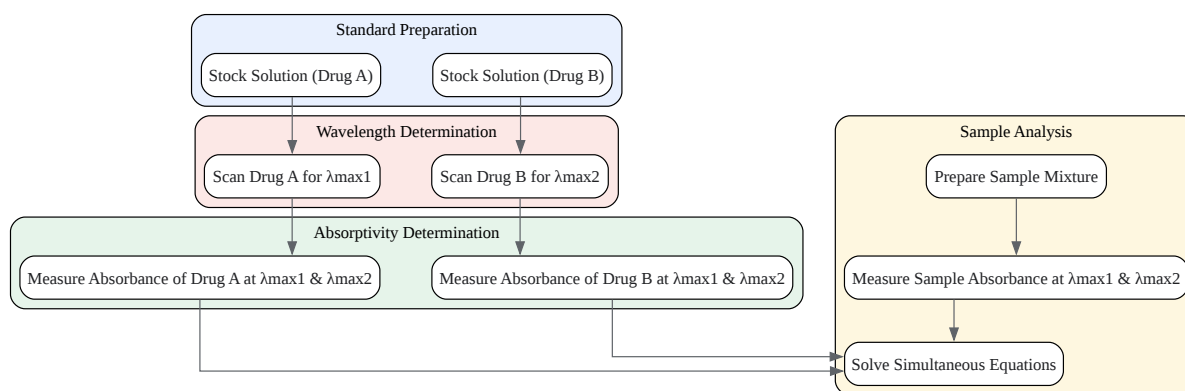 Standard Preparation
Stock Solution (Drug A)
Stock Solution (Drug B)
Wavelength Determination
Scan Drug A for λmax1
Scan Drug B for λmax2
Absorptivity Determination
Measure Absorbance of Drug A at λmax1 & λmax2
Measure Absorbance of Drug B at λmax1 & λmax2
Sample Analysis
Prepare Sample Mixture
Measure Sample Absorbance at λmax1 & λmax2
Solve Simultaneous Equations